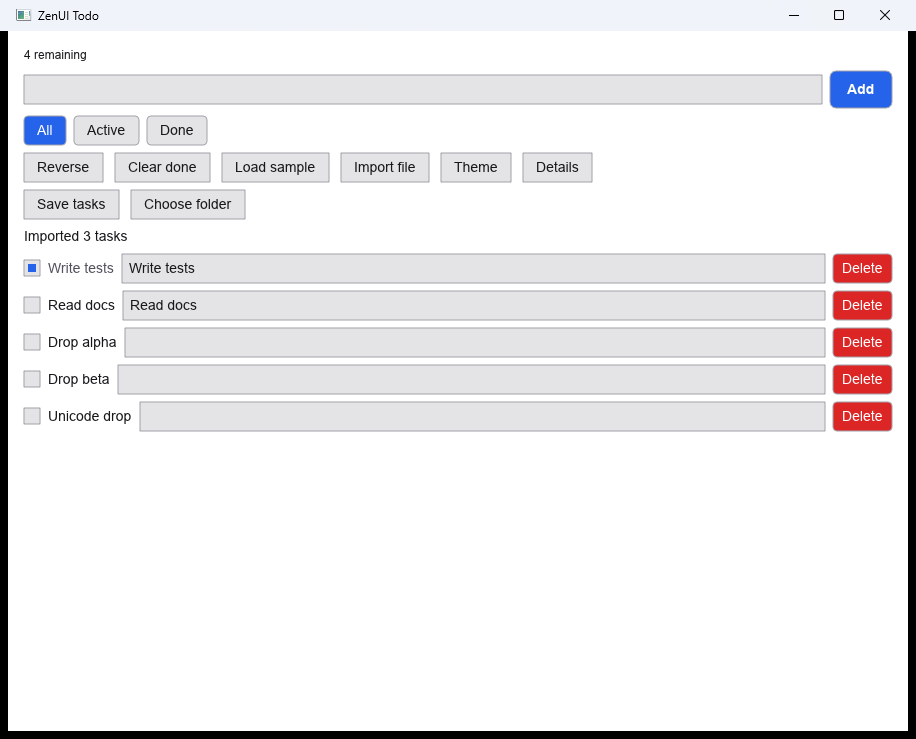 ZenUI Todo
4 remaining
Add
All Active Done
Reverse Clear done Load sample Import file Theme Details
Save tasks Choose folder
Imported 3 tasks
Write tests Write tests Delete
Read docs Read docs Delete
Drop alpha Delete
Drop beta Delete
Unicode drop Delete